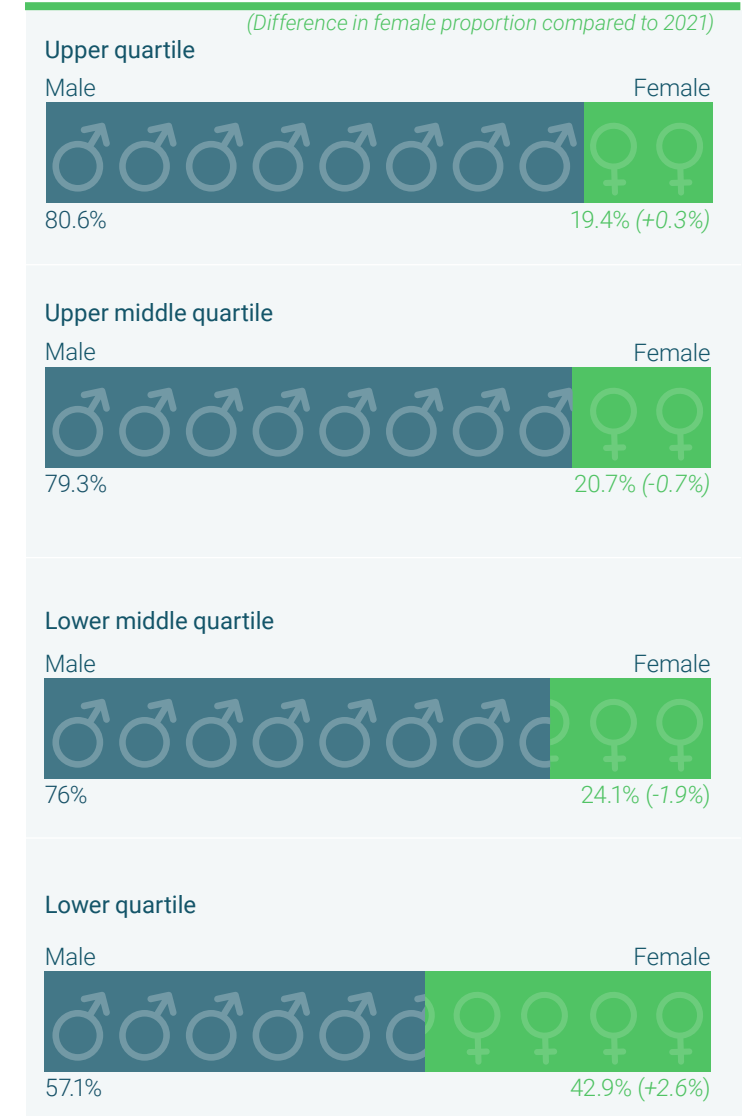 (Difference in female proportion compared to 2021)
Upper quartile
Male Female
80.6% 19.4% (+0.3%)
Upper middle quartile
Male Female
79.3% 20.7% (-0.7%)
Lower middle quartile
Male Female
76% 24.1% (-1.9%)
Lower quartile
Male Female
57.1% 42.9% (+2.6%)